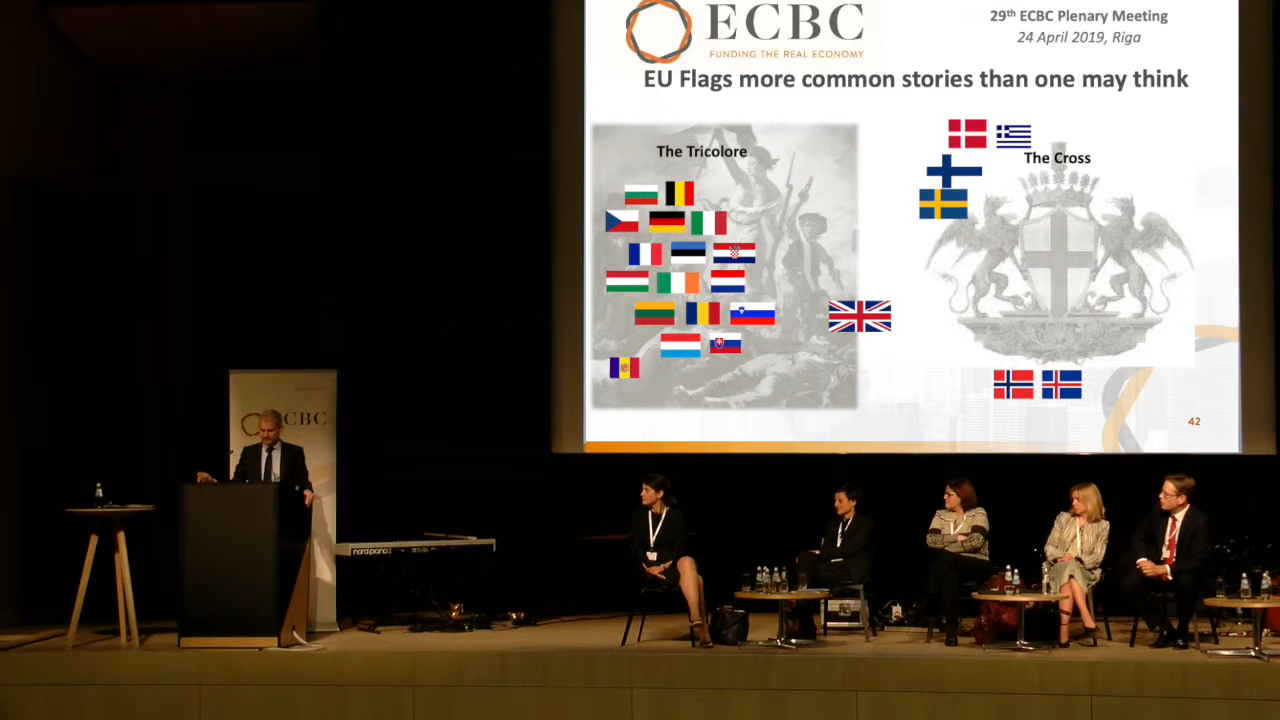 ECBC
FUNDING THE REAL ECONOMY
29th ECBC Plenary Meeting
24 April 2019, Riga
EU Flags more common stories than one may think
The Tricolore
The Cross
42
ECBC
nord piano